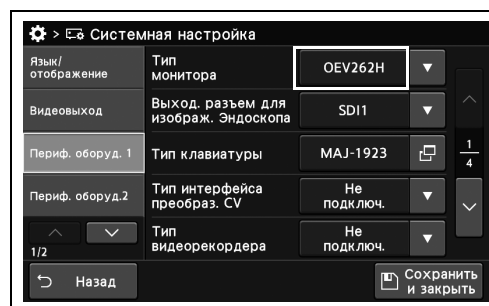 > Системная настройка
Язык/
отображение
Видеовыход
Периф. оборуд. 1
Периф. оборуд.2
1/2
Тип
монитора
OEV262H
Выход. разъем для
изображ. Эндоскопа
SDI1
Тип клавиатуры
MAJ-1923
Тип интерфейса
преобраз. CV
Не
подключ.
Тип
видеорекордера
Не
подключ.
1
4
Назад
Сохранить
и закрыть